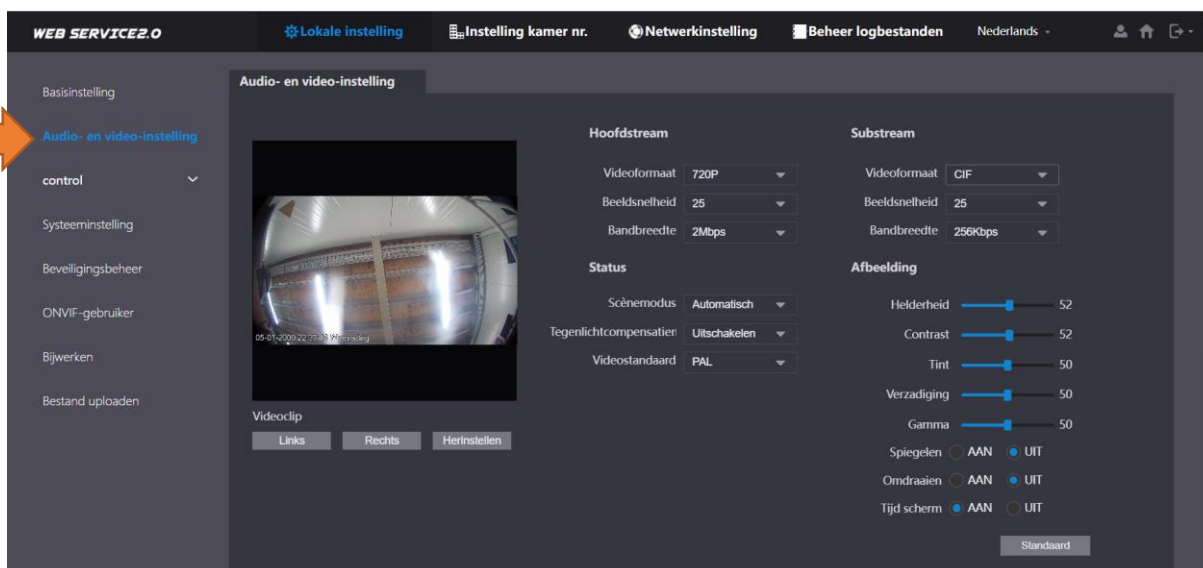 WEB SERVICE2.0 Lokale instelling Instelling kamer nr. Netwerkinstelling Beheer logbestanden Nederlands
Basisinstelling
Audio- en video-instelling
control
Systeeminstelling
Beveiligingsbeheer
ONVIF-gebruiker
Bijwerken
Bestand uploaden
Audio- en video-instelling
Videoclip
Links Rechts Herinstellen
Hoofdstream
Videoformaat 720P
Beeldsnelheid 25
Bandbreedte 2Mbps
Status
Scènemodus Automatisch
Tegenlichtcompensatien Uitschakelen
Videostandaard PAL
Substream
Videoformaat CIF
Beeldsnelheid 25
Bandbreedte 256Kbps
Afbeelding
Helderheid 52
Contrast 52
Tint 50
Verzadiging 50
Gamma 50
Spiegelen AAN UIT
Omdraaien AAN UIT
Tijd scherm AAN UIT
Standaard